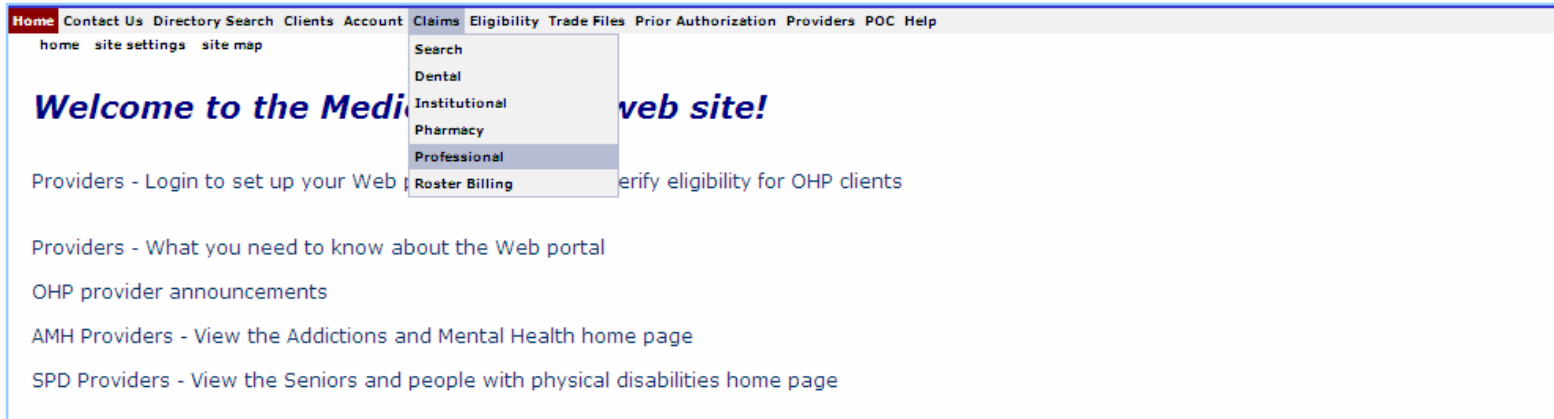 Home Contact Us Directory Search Clients Account Claims Eligibility Trade Files Prior Authorization Providers POC Help
home site settings site map
Search
Dental
Institutional
Pharmacy
Professional
Roster Billing
Welcome to the web site!
Providers - Login to set up your Web eligibility for OHP clients
Providers - What you need to know about the Web portal
OHP provider announcements
AMH Providers - View the Addictions and Mental Health home page
SPD Providers - View the Seniors and people with physical disabilities home page